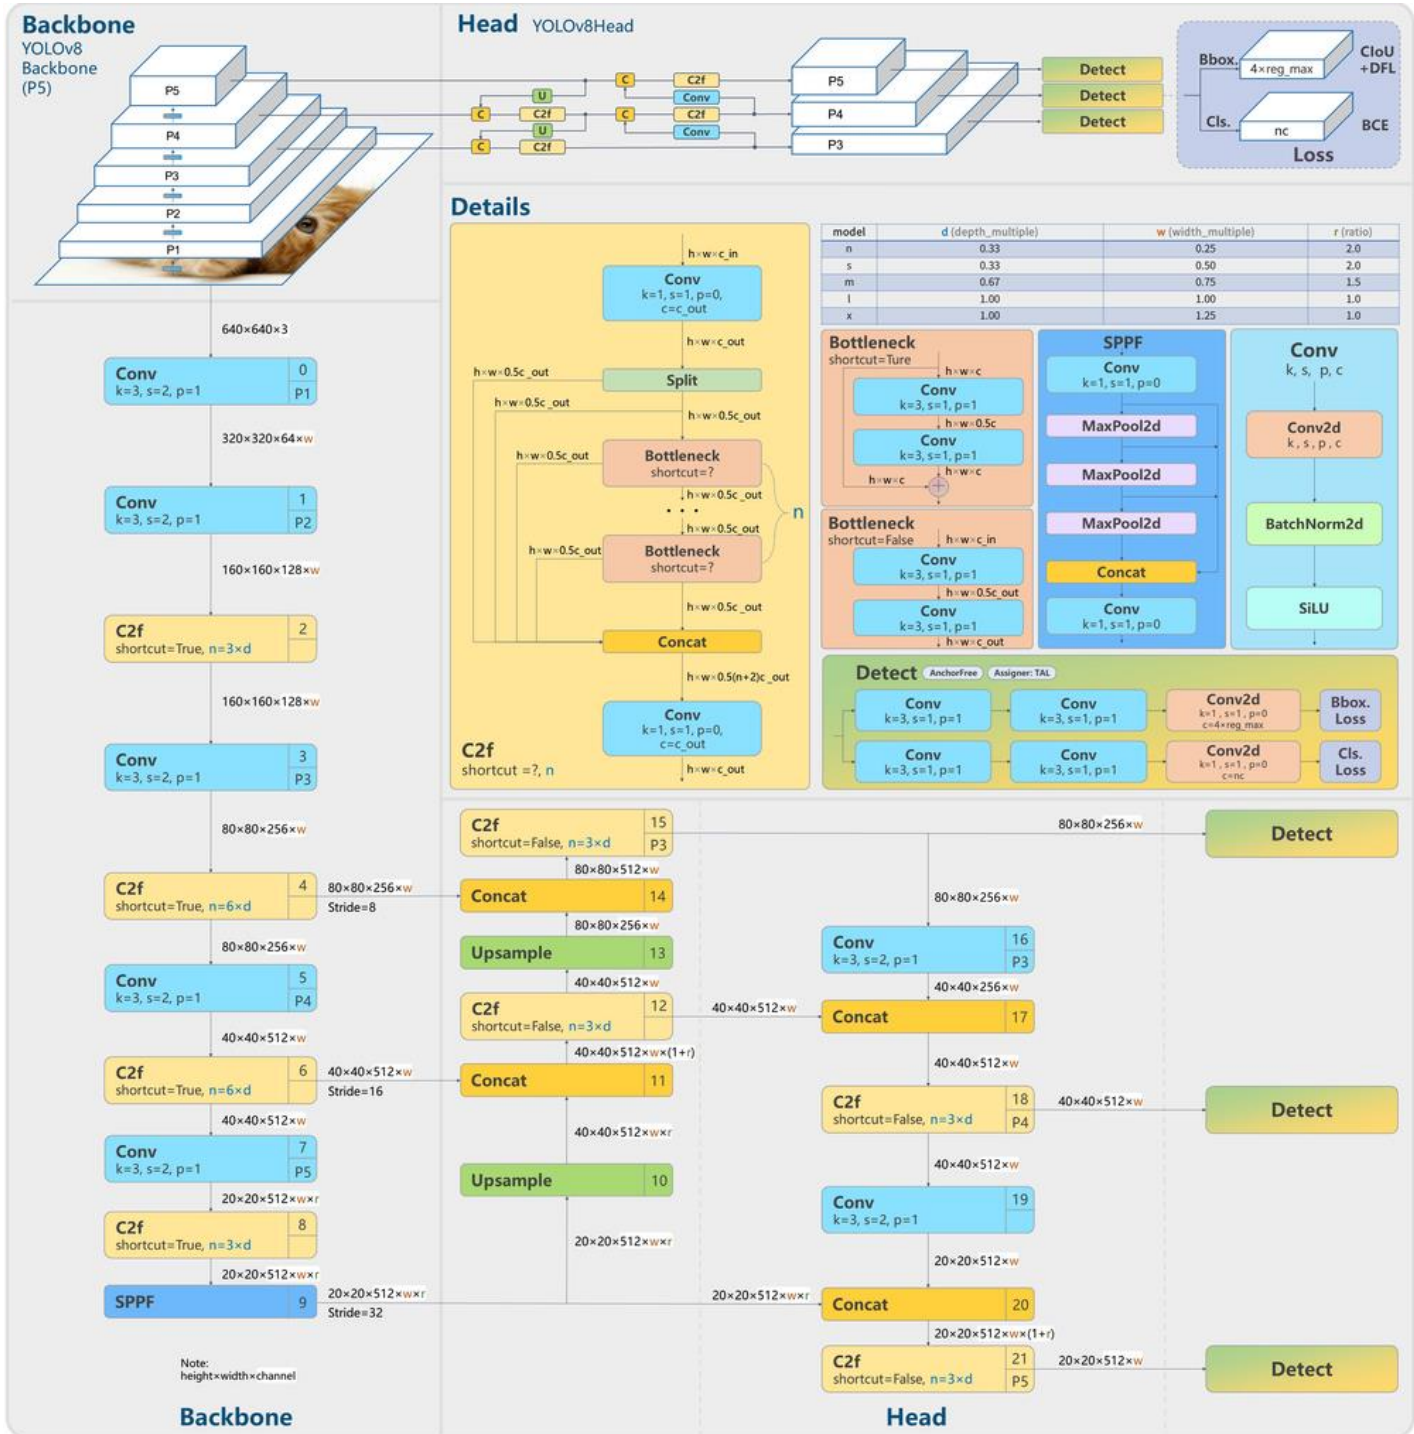 Backbone
YOLOv8
Backbone
(P5)
P5
P4
P3
P2
P1
Head YOLOv8Head
C
C2f
U
Conv
C
C2f
C
C2f
U
Conv
C
C2f
P5
P4
P3
Detect
Detect
Detect
Bbox.
4×reg_max
CIoU
+DFL
Cls.
nc
BCE
Loss
Details
h×w×c_in
Conv
k=1, s=1, p=0,
c=c_out
h×w×c_out
h×w×0.5c_out
Split
h×w×0.5c_out
h×w×0.5c_out
Bottleneck
shortcut=?
h×w×0.5c_out
· · ·
n
h×w×0.5c_out
h×w×0.5c_out
Bottleneck
shortcut=?
h×w×0.5c_out
Concat
h×w×0.5(n+2)c_out
Conv
k=1, s=1, p=0,
c=c_out
C2f
shortcut =?, n
h×w×c_out
model d (depth_multiple) w (width_multiple) r (ratio)
n 0.33 0.25 2.0
s 0.33 0.50 2.0
m 0.67 0.75 1.5
l 1.00 1.00 1.0
x 1.00 1.25 1.0
Bottleneck
shortcut=Ture
h×w×c
Conv
k=3, s=1, p=1
h×w×0.5c
Conv
k=3, s=1, p=1
h×w×c
h×w×c
+
Bottleneck
shortcut=False
h×w×c_in
Conv
k=3, s=1, p=1
h×w×0.5c_out
Conv
k=3, s=1, p=1
h×w×c_out
SPPF
Conv
k=1, s=1, p=0
MaxPool2d
MaxPool2d
MaxPool2d
Concat
Conv
k=1, s=1, p=0
Conv
k, s, p, c
Conv2d
k, s, p, c
BatchNorm2d
SiLU
Detect AnchorFree Assigner: TAL
Conv
k=3, s=1, p=1
Conv
k=3, s=1, p=1
Conv2d
k=1, s=1, p=0
c=4×reg_max
Bbox.
Loss
Conv
k=3, s=1, p=1
Conv
k=3, s=1, p=1
Conv2d
k=1, s=1, p=0
c=nc
Cls.
Loss
640×640×3
Conv
k=3, s=2, p=1
0
P1
320×320×64×w
Conv
k=3, s=2, p=1
1
P2
160×160×128×w
C2f
shortcut=True, n=3×d
2
160×160×128×w
Conv
k=3, s=2, p=1
3
P3
80×80×256×w
C2f
shortcut=True, n=6×d
4
80×80×256×w
Stride=8
80×80×256×w
Conv
k=3, s=2, p=1
5
P4
40×40×512×w
C2f
shortcut=True, n=6×d
6
40×40×512×w
Stride=16
40×40×512×w
Conv
k=3, s=2, p=1
7
P5
20×20×512×w×r
C2f
shortcut=True, n=3×d
8
20×20×512×w×r
SPPF 9
20×20×512×w×r
Stride=32
Note:
height×width×channel
Backbone
C2f
shortcut=False, n=3×d
15
P3
80×80×512×w
Concat 14
80×80×256×w
Upsample 13
40×40×512×w
C2f
shortcut=False, n=3×d
12
40×40×512×w
40×40×512×w×(1+r)
Concat 11
40×40×512×w×r
Upsample 10
20×20×512×w×r
80×80×256×w
Detect
80×80×256×w
Conv
k=3, s=2, p=1
16
P3
40×40×256×w
Concat 17
40×40×512×w
C2f
shortcut=False, n=3×d
18
P4
40×40×512×w
Detect
40×40×512×w
Conv
k=3, s=2, p=1
19
20×20×512×w
20×20×512×w×r
Concat 20
20×20×512×w×(1+r)
C2f
shortcut=False, n=3×d
21
P5
20×20×512×w
Detect
Head